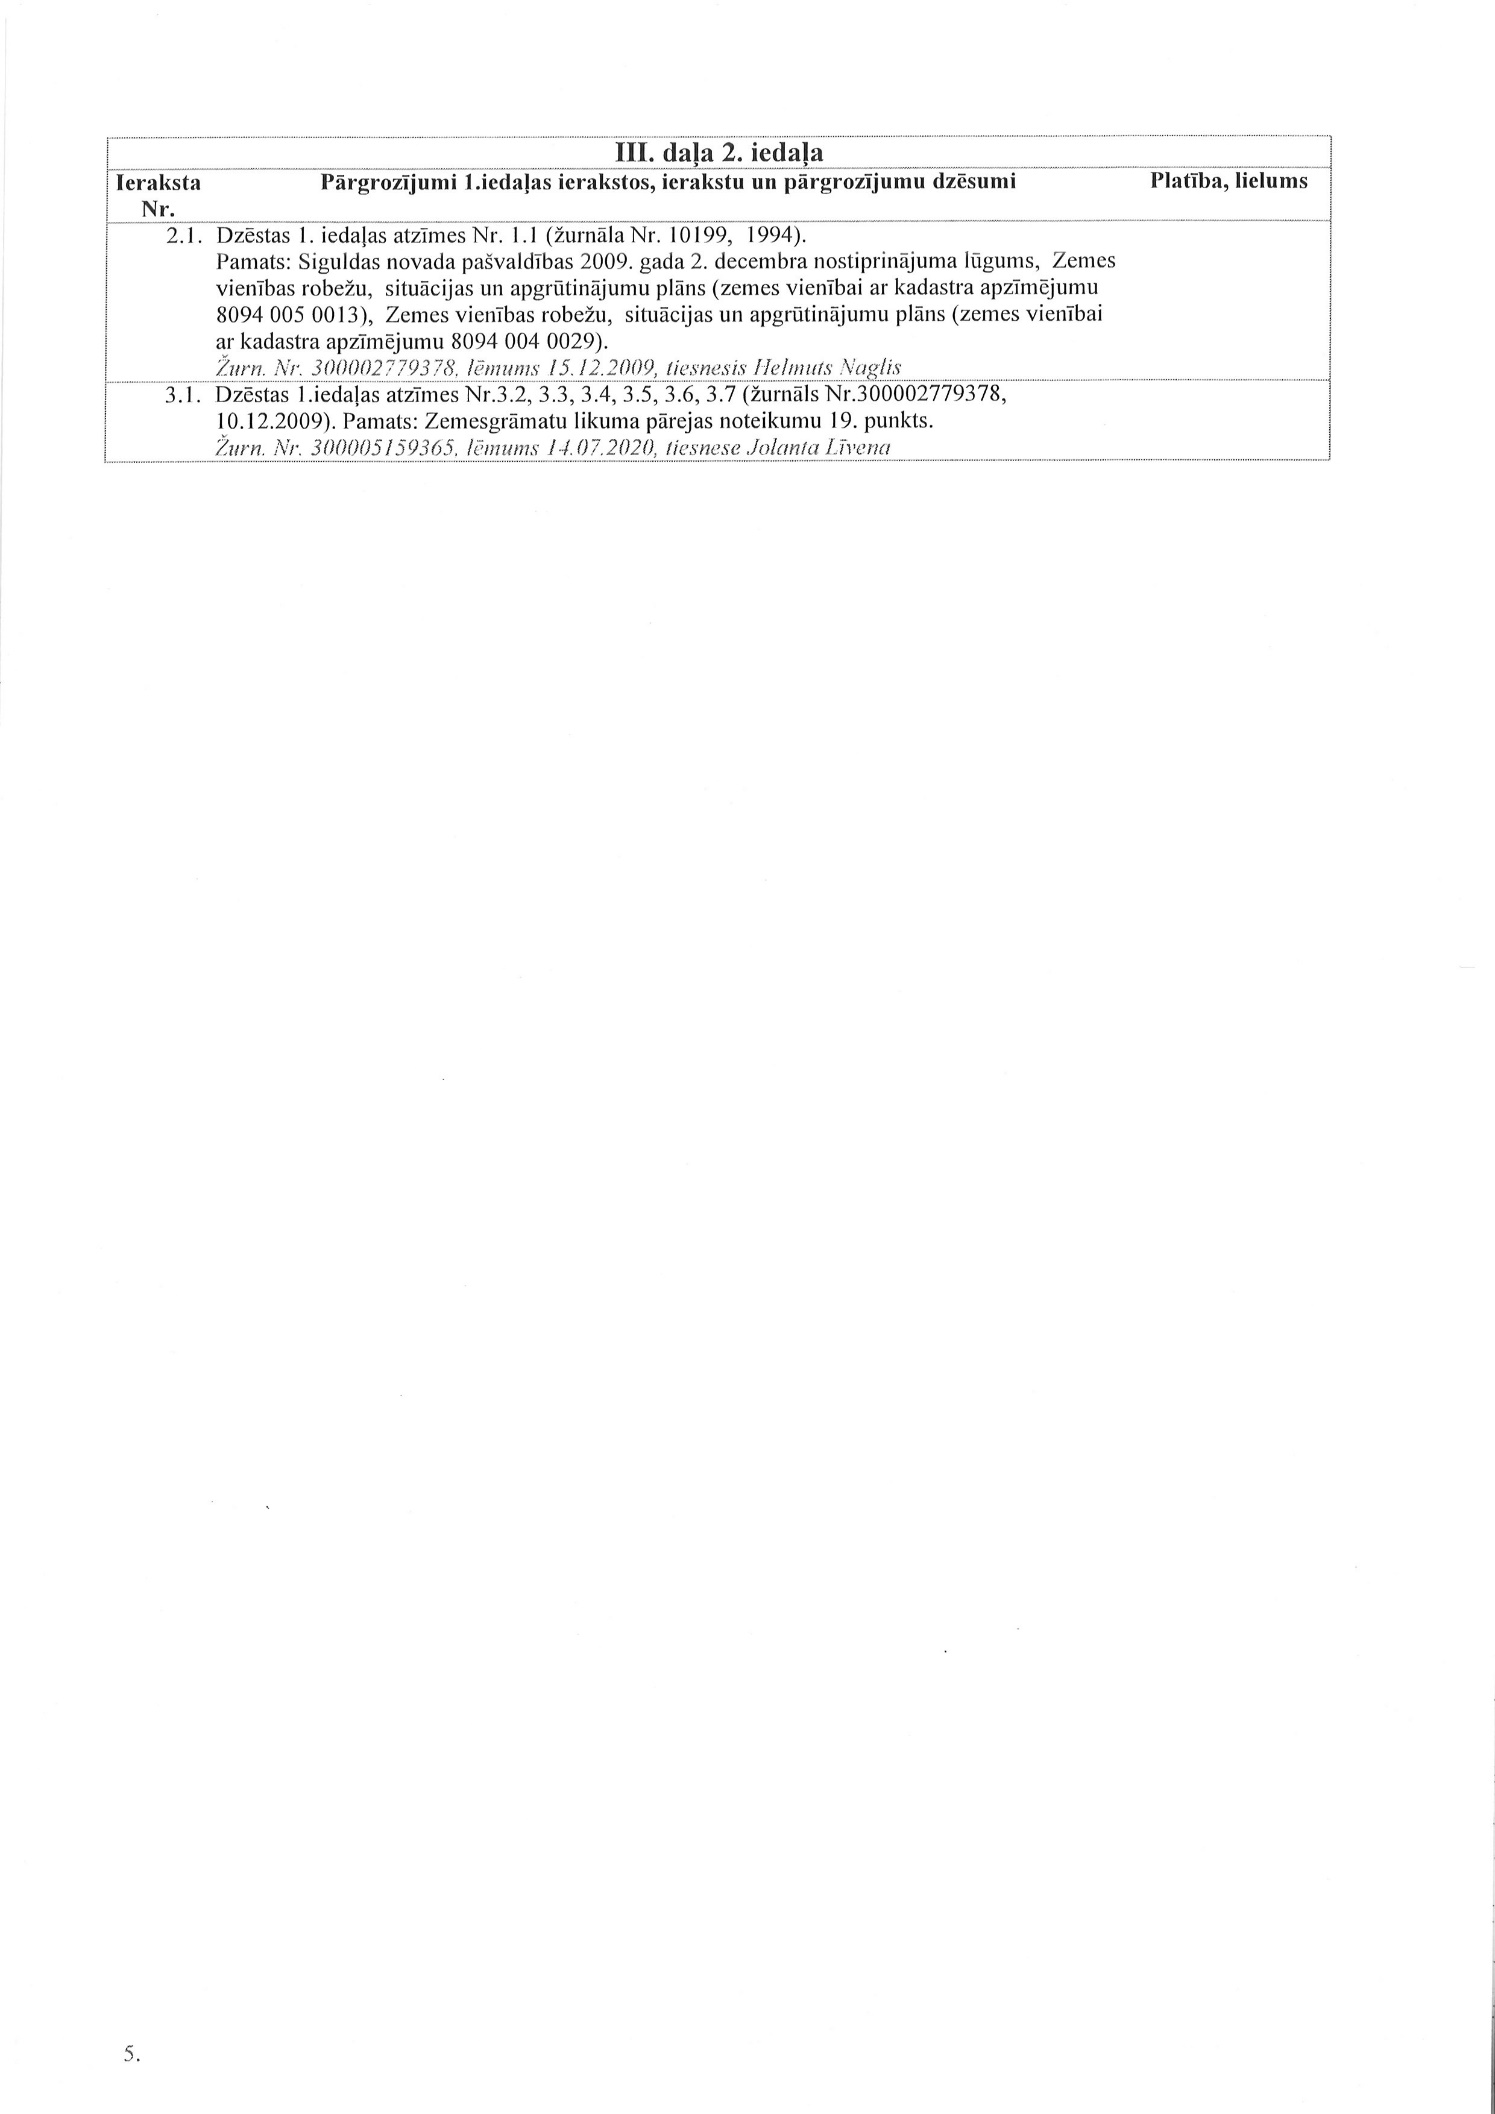 III. daļa 2. iedaļa
Ieraksta Nr. Pārgrozījumi 1.iedaļas ierakstos, ierakstu un pārgrozījumu dzēsumi Platība, lielums
2.1. Dzēstas 1. iedaļas atzīmes Nr. 1.1 (žurnāla Nr. 10199, 1994).
Pamats: Siguldas novada pašvaldības 2009. gada 2. decembra nostiprinājuma lūgums, Zemes
vienības robežu, situācijas un apgrūtinājumu plāns (zemes vienībai ar kadastra apzīmējumu
8094 005 0013), Zemes vienības robežu, situācijas un apgrūtinājumu plāns (zemes vienībai
ar kadastra apzīmējumu 8094 004 0029).
Žurn. Nr. 300002779378, lēmums 15.12.2009, tiesnesis Helmuts Naglis
3.1. Dzēstas 1.iedaļas atzīmes Nr.3.2, 3.3, 3.4, 3.5, 3.6, 3.7 (žurnāls Nr.300002779378,
10.12.2009). Pamats: Zemesgrāmatu likuma pārejas noteikumu 19. punkts.
Žurn. Nr. 300005159365, lēmums 14.07.2020, tiesnese Jolanta Līvena
5.